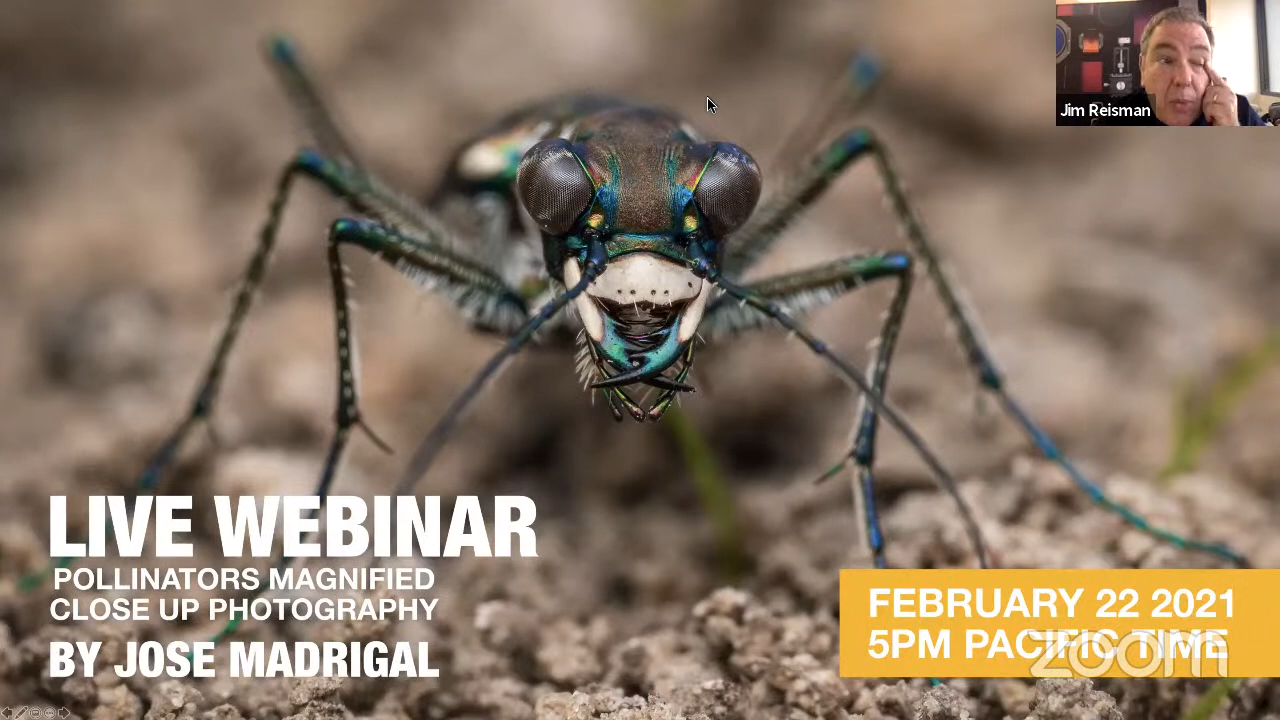 Jim Reisman
LIVE WEBINAR
POLLINATORS MAGNIFIED
CLOSE UP PHOTOGRAPHY
BY JOSE MADRIGAL
FEBRUARY 22 2021
5PM PACIFIC TIME
zoom